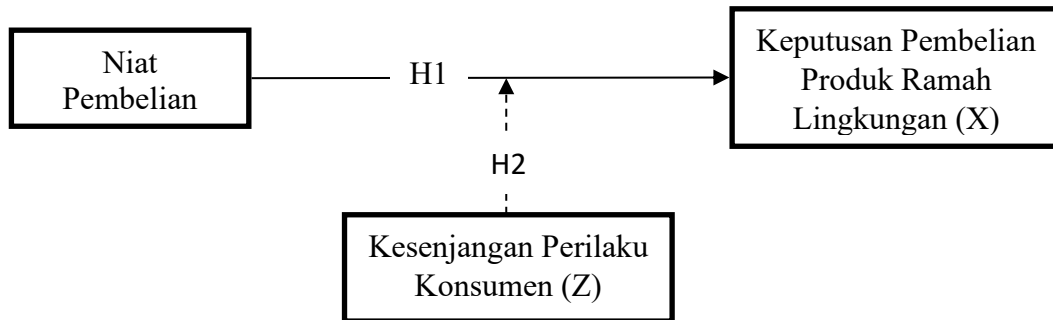 Niat
Pembelian
H1
Keputusan Pembelian
Produk Ramah
Lingkungan (X)
H2
Kesenjangan Perilaku
Konsumen (Z)